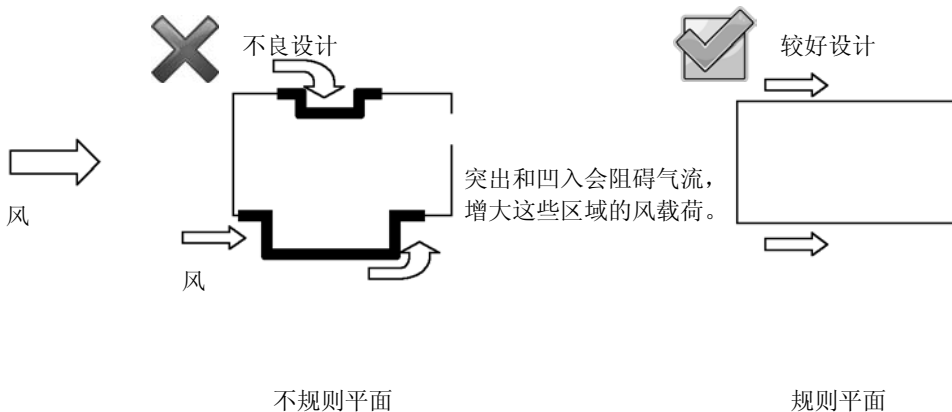 不良设计
较好设计
风
突出和凹入会阻碍气流，
增大这些区域的风载荷。
风
不规则平面
规则平面